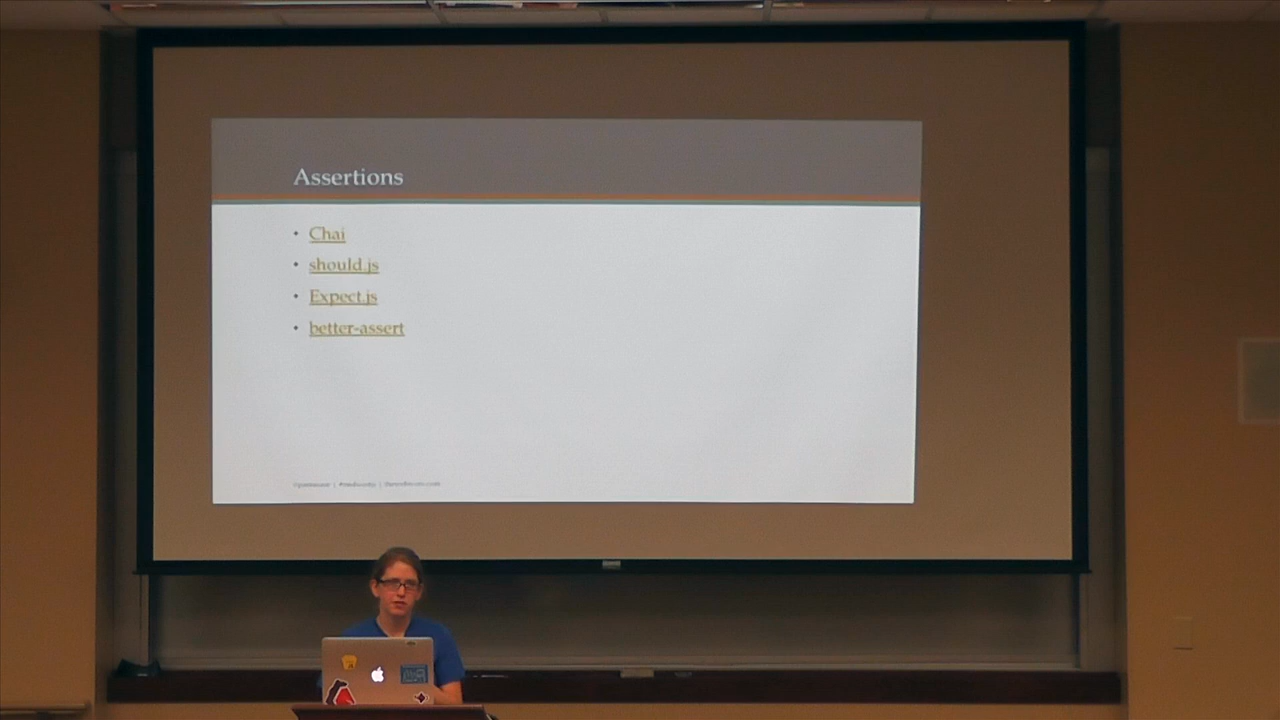 Assertions
• Chai
• should.js
• Expect.js
• better-assert